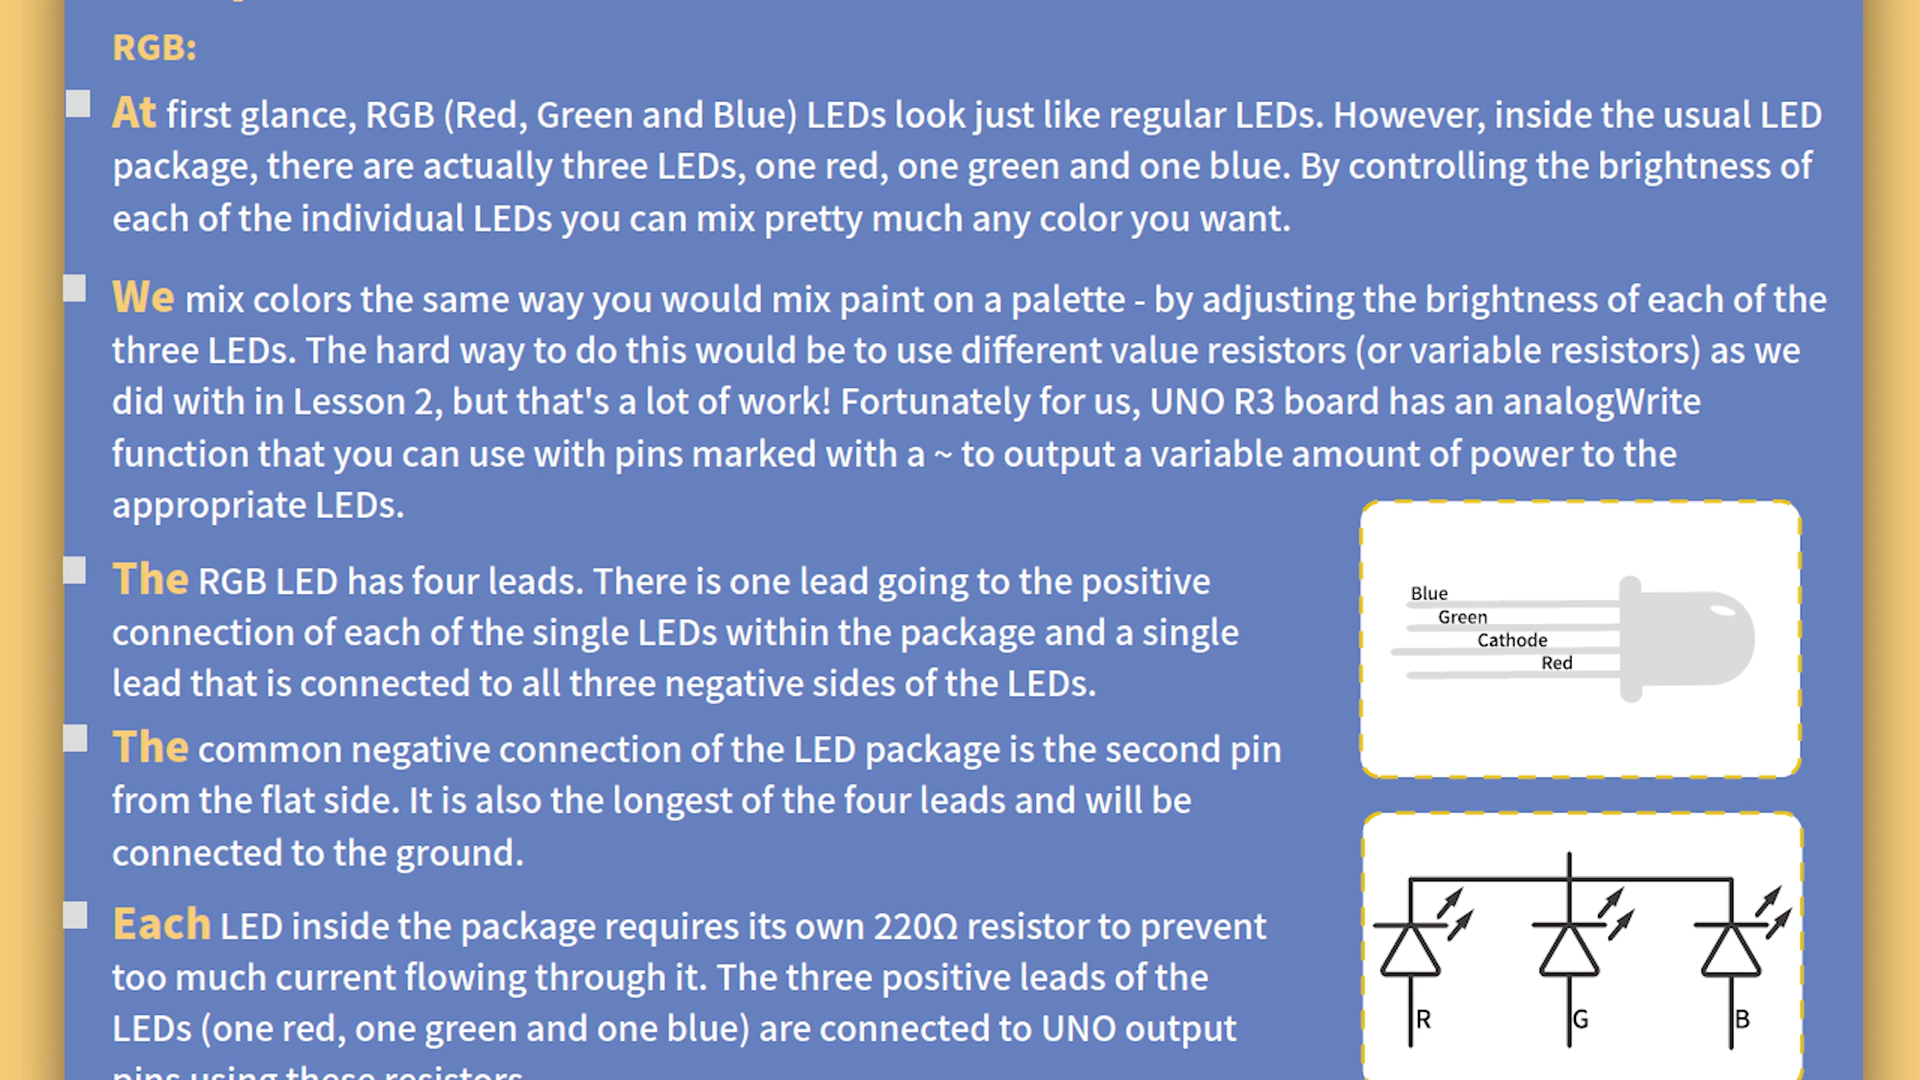 RGB:
At first glance, RGB (Red, Green and Blue) LEDs look just like regular LEDs. However, inside the usual LED
package, there are actually three LEDs, one red, one green and one blue. By controlling the brightness of
each of the individual LEDs you can mix pretty much any color you want.
We mix colors the same way you would mix paint on a palette - by adjusting the brightness of each of the
three LEDs. The hard way to do this would be to use different value resistors (or variable resistors) as we
did with in Lesson 2, but that's a lot of work! Fortunately for us, UNO R3 board has an analogWrite
function that you can use with pins marked with a ~ to output a variable amount of power to the
appropriate LEDs.
The RGB LED has four leads. There is one lead going to the positive
connection of each of the single LEDs within the package and a single
lead that is connected to all three negative sides of the LEDs.
The common negative connection of the LED package is the second pin
from the flat side. It is also the longest of the four leads and will be
connected to the ground.
Each LED inside the package requires its own 220Ω resistor to prevent
too much current flowing through it. The three positive leads of the
LEDs (one red, one green and one blue) are connected to UNO output
pins using these resistors
Blue
Green
Cathode
Red
R G B